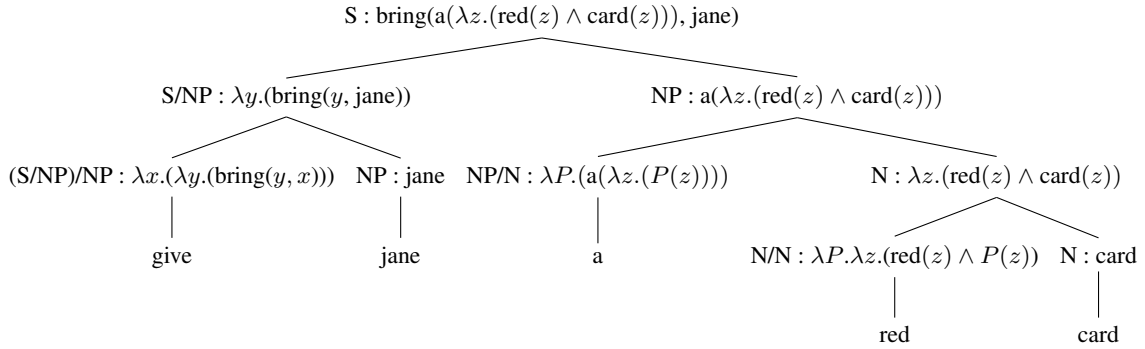 S : bring(a(λz.(red(z) ∧ card(z))), jane)
S/NP : λy.(bring(y, jane))
NP : a(λz.(red(z) ∧ card(z)))
(S/NP)/NP : λx.(λy.(bring(y, x)))
NP : jane
NP/N : λP.(a(λz.(P(z))))
N : λz.(red(z) ∧ card(z))
give
jane
a
N/N : λP.λz.(red(z) ∧ P(z))
N : card
red
card